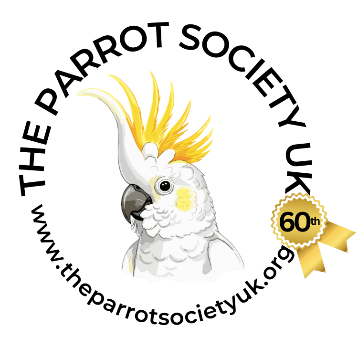 THE PARROT SOCIETY UK
60th
www.theparrotsocietyuk.org